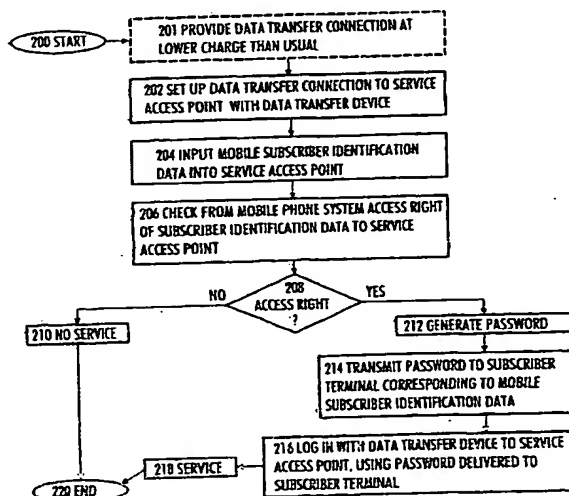 200 START
201 PROVIDE DATA TRANSFER CONNECTION AT
LOWER CHARGE THAN USUAL
202 SET UP DATA TRANSFER CONNECTION TO SERVICE
ACCESS POINT WITH DATA TRANSFER DEVICE
204 INPUT MOBILE SUBSCRIBER IDENTIFICATION
DATA INTO SERVICE ACCESS POINT
206 CHECK FROM MOBILE PHONE SYSTEM ACCESS RIGHT
OF SUBSCRIBER IDENTIFICATION DATA TO SERVICE
ACCESS POINT
208
ACCESS RIGHT
?
NO
YES
210 NO SERVICE
212 GENERATE PASSWORD
214 TRANSMIT PASSWORD TO SUBSCRIBER
TERMINAL CORRESPONDING TO MOBILE
SUBSCRIBER IDENTIFICATION DATA
216 LOG IN WITH DATA TRANSFER DEVICE TO SERVICE
ACCESS POINT, USING PASSWORD DELIVERED TO
SUBSCRIBER TERMINAL
218 SERVICE
220 END